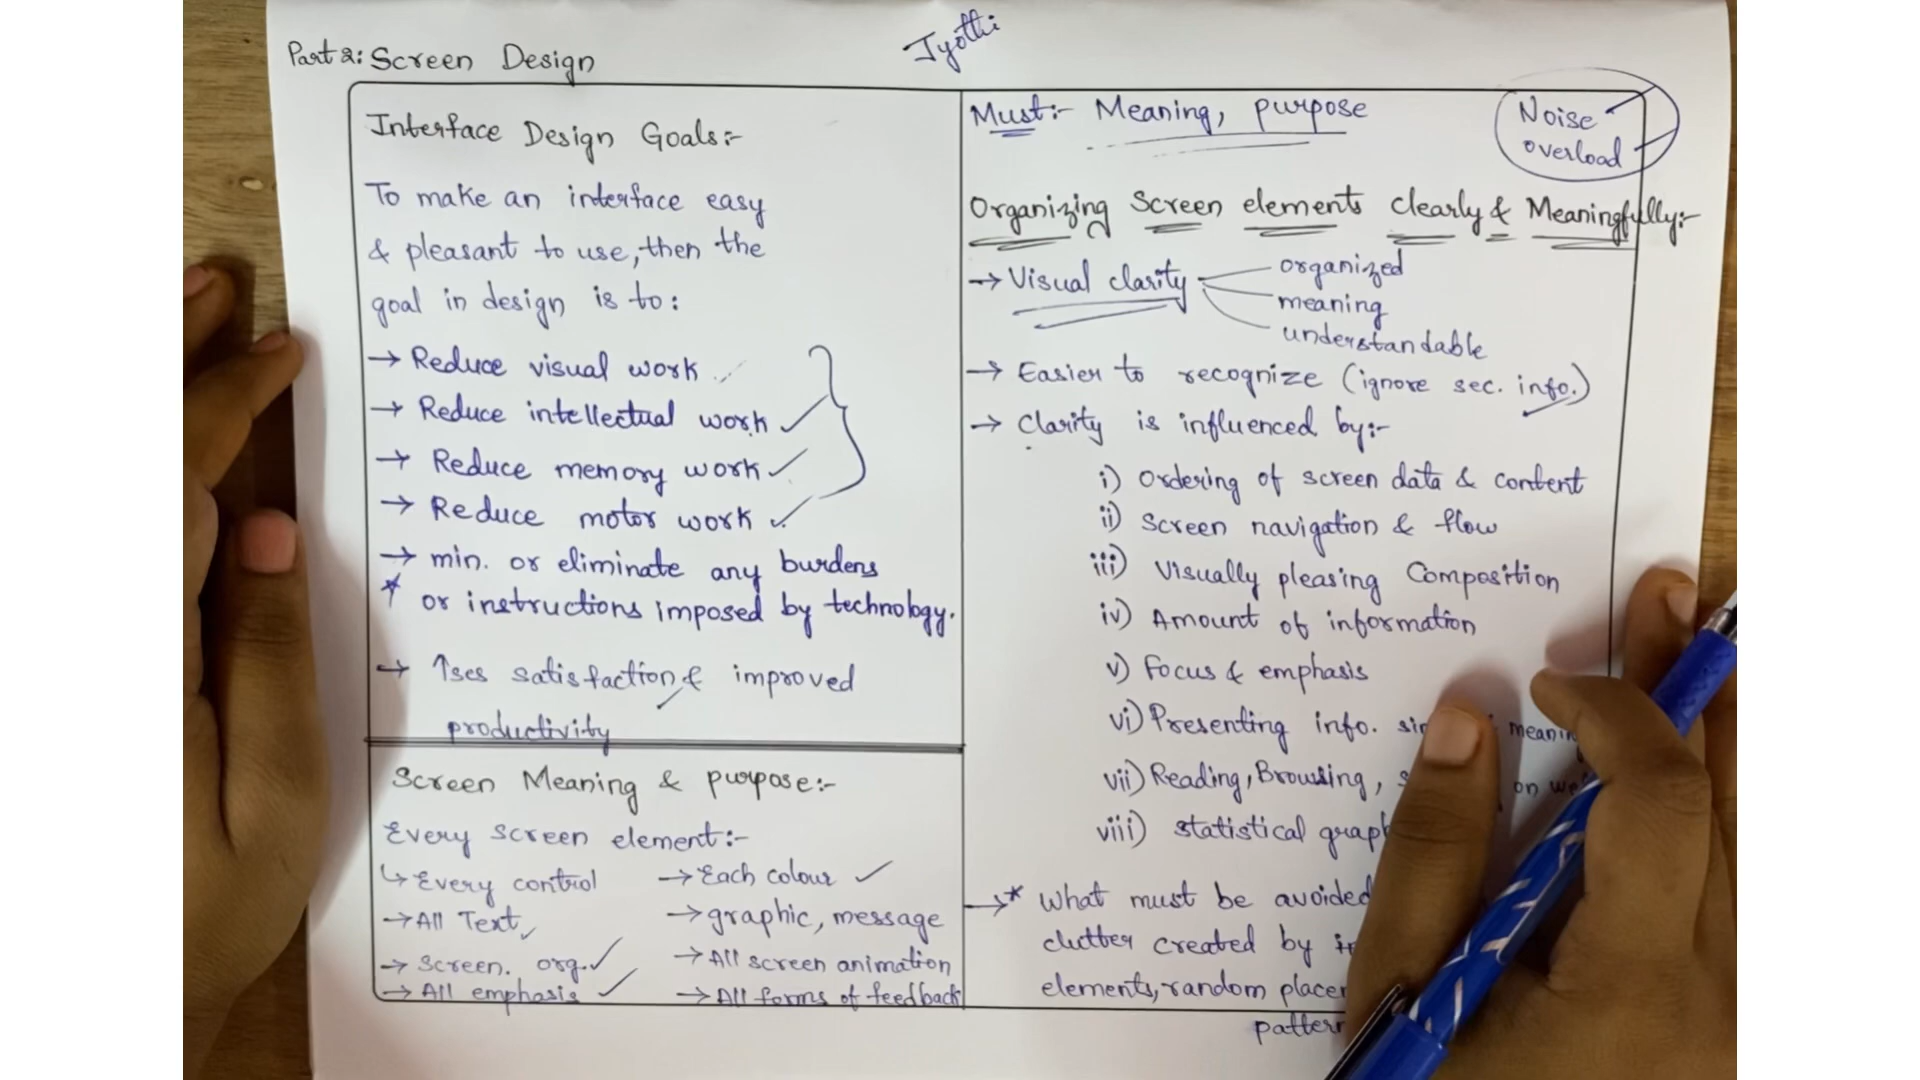 Part 2: Screen Design
Jyothi
Interface Design Goals:-
To make an interface easy
& pleasant to use, then the
goal in design is to:
→ Reduce visual work
→ Reduce intellectual work ✓
→ Reduce memory work ✓
→ Reduce motor work ✓
→ min. or eliminate any burdens
* or instructions imposed by technology.
→ ↑ses satisfaction & improved
productivity
Screen Meaning & purpose:-
Every screen element:-
↳ Every control
→ All Text ✓
→ Screen. org. ✓
→ All emphasis ✓
→ Each colour ✓
→ graphic, message
→ All screen animation
→ All forms of feedback
Must:- Meaning, purpose
Noise
overload
Organizing Screen elements clearly & Meaningfully:-
→ Visual clarity
organized
meaning
understandable
→ Easier to recognize (ignore sec. info.)
→ Clarity is influenced by:-
i) Ordering of screen data & content
ii) Screen navigation & flow
iii) Visually pleasing Composition
iv) Amount of information
v) Focus & emphasis
vi) Presenting info.
vii) Reading, Browsing, on
viii) statistical
→* What must be avoided
clutter created by
elements, random